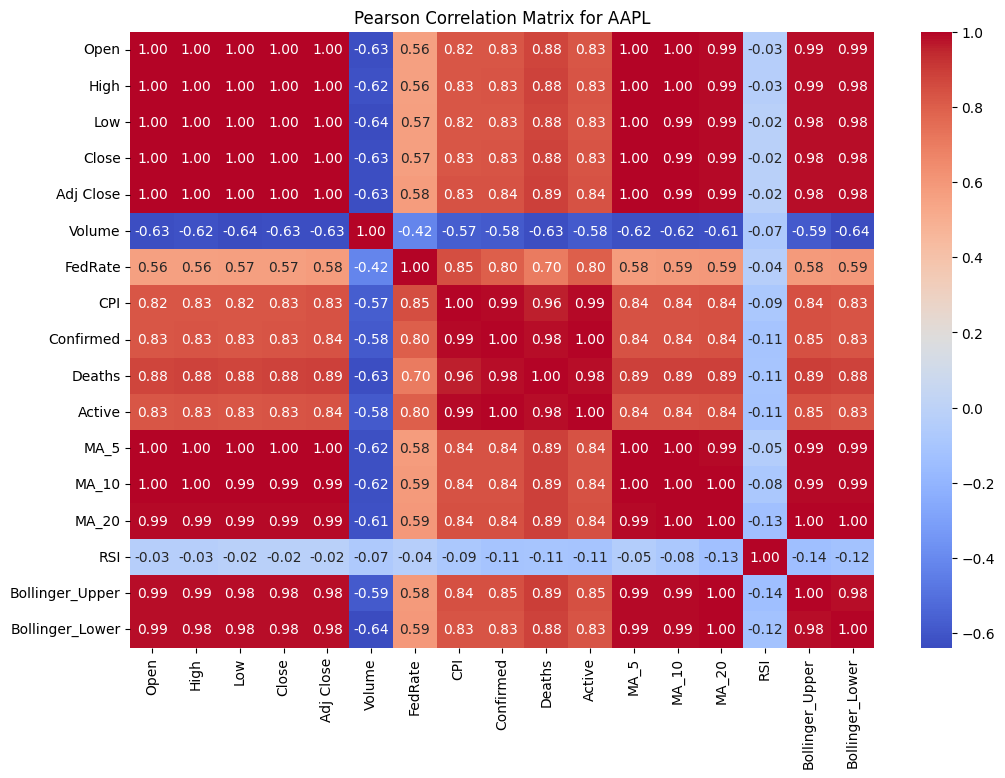 Pearson Correlation Matrix for AAPL
Open 1.00 1.00 1.00 1.00 1.00 -0.63 0.56 0.82 0.83 0.88 0.83 1.00 1.00 0.99 -0.03 0.99 0.99
High 1.00 1.00 1.00 1.00 1.00 -0.62 0.56 0.83 0.83 0.88 0.83 1.00 1.00 0.99 -0.03 0.99 0.98
Low 1.00 1.00 1.00 1.00 1.00 -0.64 0.57 0.82 0.83 0.88 0.83 1.00 0.99 0.99 -0.02 0.98 0.98
Close 1.00 1.00 1.00 1.00 1.00 -0.63 0.57 0.83 0.83 0.88 0.83 1.00 0.99 0.99 -0.02 0.98 0.98
Adj Close 1.00 1.00 1.00 1.00 1.00 -0.63 0.58 0.83 0.84 0.89 0.84 1.00 0.99 0.99 -0.02 0.98 0.98
Volume -0.63 -0.62 -0.64 -0.63 -0.63 1.00 -0.42 -0.57 -0.58 -0.63 -0.58 -0.62 -0.62 -0.61 -0.07 -0.59 -0.64
FedRate 0.56 0.56 0.57 0.57 0.58 -0.42 1.00 0.85 0.80 0.70 0.80 0.58 0.59 0.59 -0.04 0.58 0.59
CPI 0.82 0.83 0.82 0.83 0.83 -0.57 0.85 1.00 0.99 0.96 0.99 0.84 0.84 0.84 -0.09 0.84 0.83
Confirmed 0.83 0.83 0.83 0.83 0.84 -0.58 0.80 0.99 1.00 0.98 1.00 0.84 0.84 0.84 -0.11 0.85 0.83
Deaths 0.88 0.88 0.88 0.88 0.89 -0.63 0.70 0.96 0.98 1.00 0.98 0.89 0.89 0.89 -0.11 0.89 0.88
Active 0.83 0.83 0.83 0.83 0.84 -0.58 0.80 0.99 1.00 0.98 1.00 0.84 0.84 0.84 -0.11 0.85 0.83
MA_5 1.00 1.00 1.00 1.00 1.00 -0.62 0.58 0.84 0.84 0.89 0.84 1.00 1.00 0.99 -0.05 0.99 0.99
MA_10 1.00 1.00 0.99 0.99 0.99 -0.62 0.59 0.84 0.84 0.89 0.84 1.00 1.00 1.00 -0.08 0.99 0.99
MA_20 0.99 0.99 0.99 0.99 0.99 -0.61 0.59 0.84 0.84 0.89 0.84 0.99 1.00 1.00 -0.13 1.00 1.00
RSI -0.03 -0.03 -0.02 -0.02 -0.02 -0.07 -0.04 -0.09 -0.11 -0.11 -0.11 -0.05 -0.08 -0.13 1.00 -0.14 -0.12
Bollinger_Upper 0.99 0.99 0.98 0.98 0.98 -0.59 0.58 0.84 0.85 0.89 0.85 0.99 0.99 1.00 -0.14 1.00 0.98
Bollinger_Lower 0.99 0.98 0.98 0.98 0.98 -0.64 0.59 0.83 0.83 0.88 0.83 0.99 0.99 1.00 -0.12 0.98 1.00
Open High Low Close Adj Close Volume FedRate CPI Confirmed Deaths Active MA_5 MA_10 MA_20 RSI Bollinger_Upper Bollinger_Lower
1.0
0.8
0.6
0.4
0.2
0.0
−0.2
−0.4
−0.6